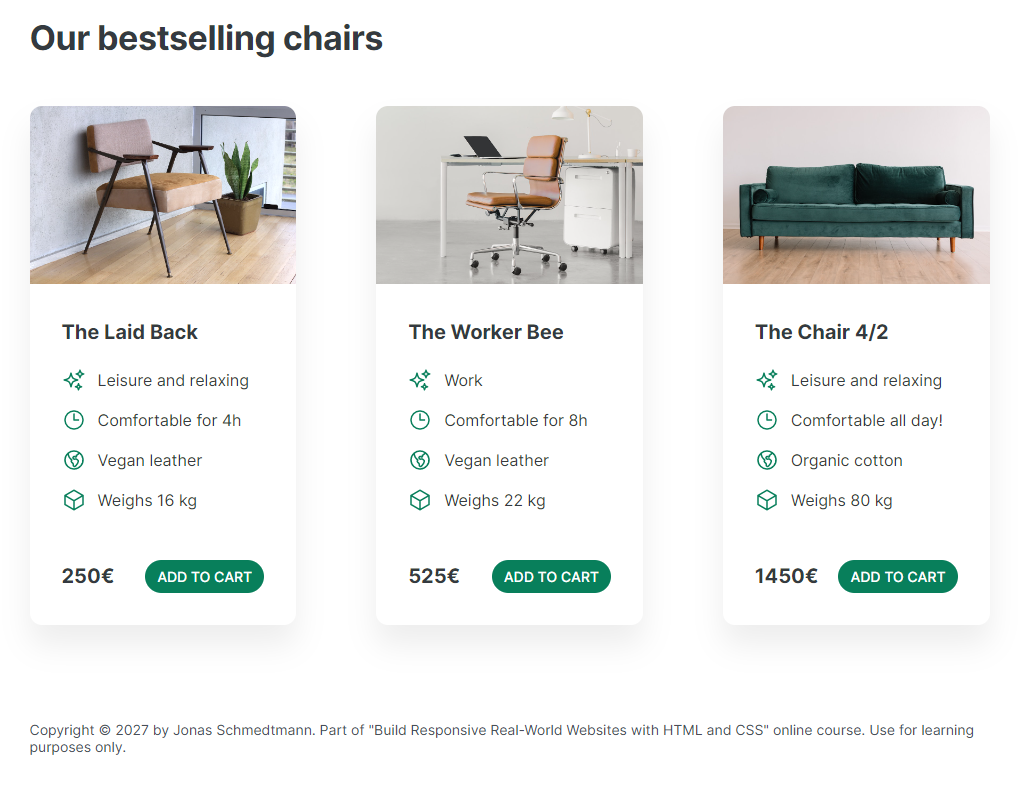 Our bestselling chairs
The Laid Back
Leisure and relaxing
Comfortable for 4h
Vegan leather
Weighs 16 kg
250€
ADD TO CART
The Worker Bee
Work
Comfortable for 8h
Vegan leather
Weighs 22 kg
525€
ADD TO CART
The Chair 4/2
Leisure and relaxing
Comfortable all day!
Organic cotton
Weighs 80 kg
1450€
ADD TO CART
Copyright © 2027 by Jonas Schmedtmann. Part of "Build Responsive Real-World Websites with HTML and CSS" online course. Use for learning
purposes only.